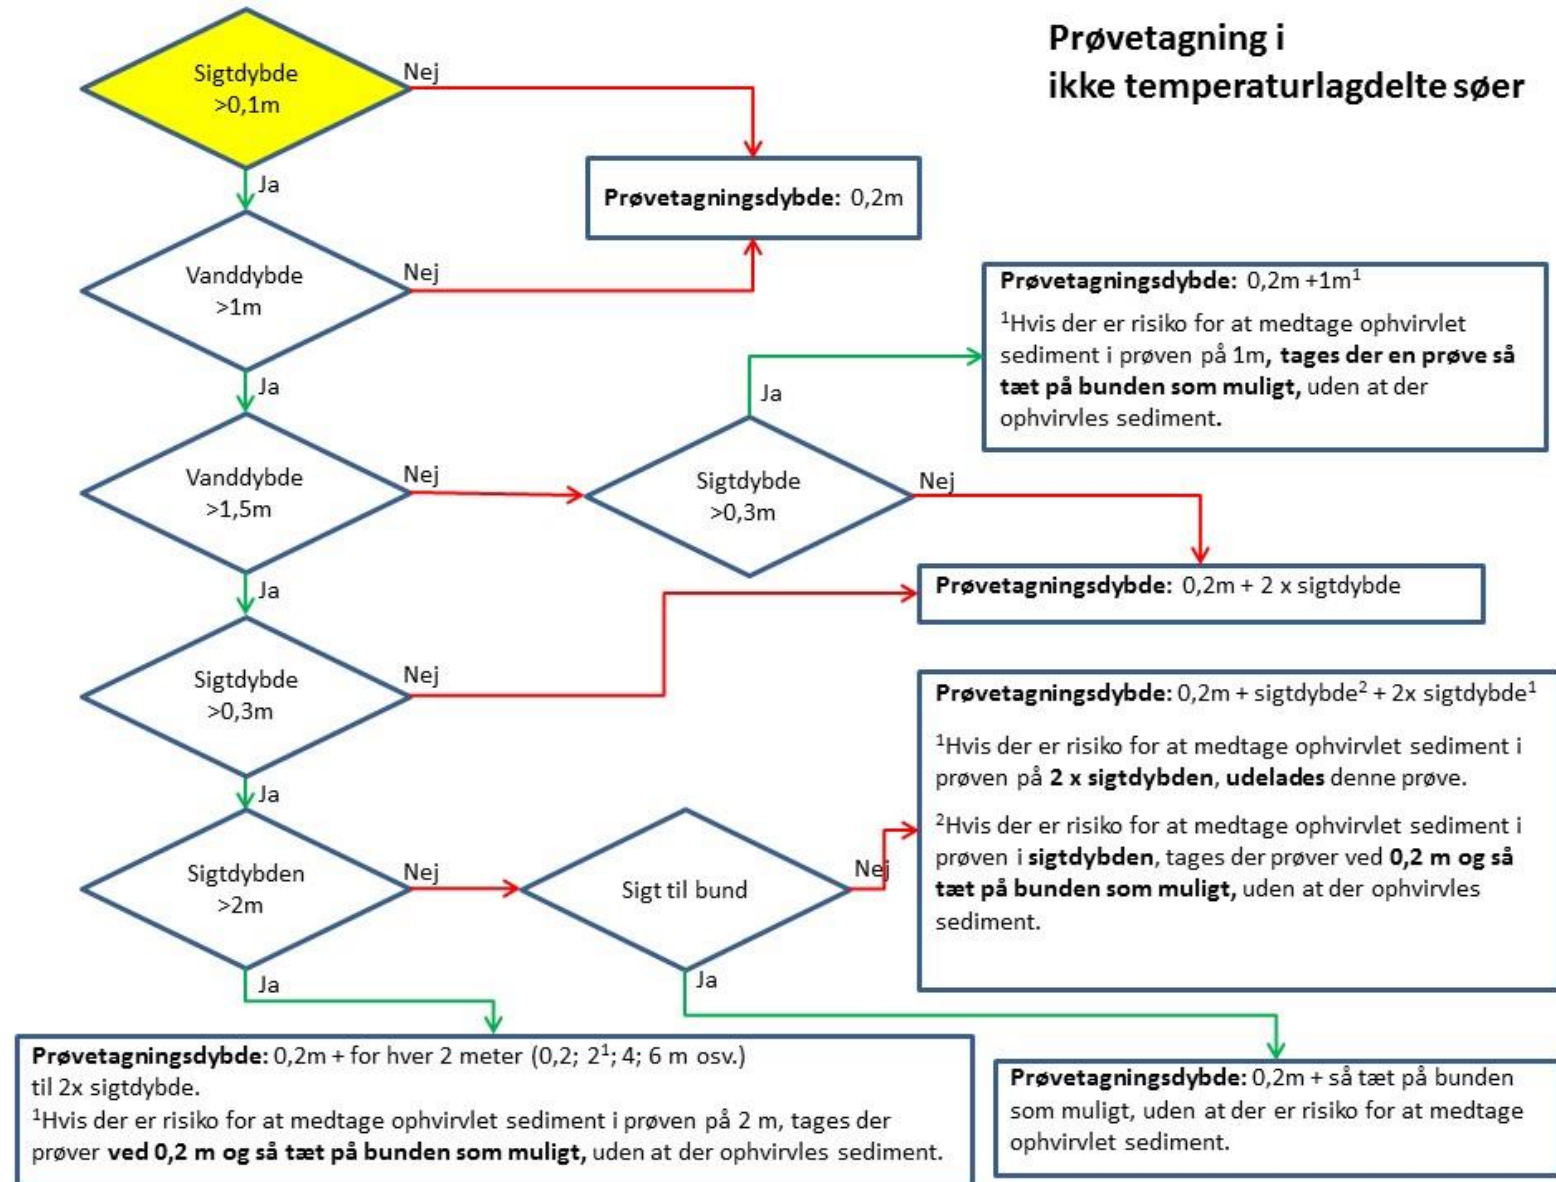 Prøvetagning i
ikke temperaturlagdelte søer
Sigtdybde
>0,1m
Nej
Ja
Prøvetagningsdybde: 0,2m
Vanddybde
>1m
Nej
Ja
Prøvetagningsdybde: 0,2m +1m¹
¹Hvis der er risiko for at medtage ophvirvlet
sediment i prøven på 1m, tages der en prøve så
tæt på bunden som muligt, uden at der
ophvirvles sediment.
Vanddybde
>1,5m
Nej
Ja
Sigtdybde
>0,3m
Ja
Nej
Prøvetagningsdybde: 0,2m + 2 x sigtdybde
Sigtdybde
>0,3m
Nej
Ja
Prøvetagningsdybde: 0,2m + sigtdybde² + 2x sigtdybde¹
¹Hvis der er risiko for at medtage ophvirvlet sediment i
prøven på 2 x sigtdybden, udelades denne prøve.
²Hvis der er risiko for at medtage ophvirvlet sediment i
prøven i sigtdybden, tages der prøver ved 0,2 m og så
tæt på bunden som muligt, uden at der ophvirvles
sediment.
Sigtdybden
>2m
Nej
Ja
Sigt til bund
Nej
Ja
Prøvetagningsdybde: 0,2m + for hver 2 meter (0,2; 2¹; 4; 6 m osv.)
til 2x sigtdybde.
¹Hvis der er risiko for at medtage ophvirvlet sediment i prøven på 2 m, tages der
prøver ved 0,2 m og så tæt på bunden som muligt, uden at der ophvirvles sediment.
Prøvetagningsdybde: 0,2m + så tæt på bunden
som muligt, uden at der er risiko for at medtage
ophvirvlet sediment.